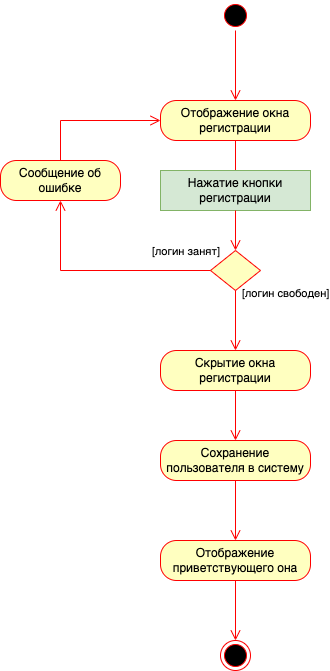 Отображение окна
регистрации
Сообщение об
ошибке
Нажатие кнопки
регистрации
[логин занят]
[логин свободен]
Скрытие окна
регистрации
Сохранение
пользователя в систему
Отображение
приветствующего она